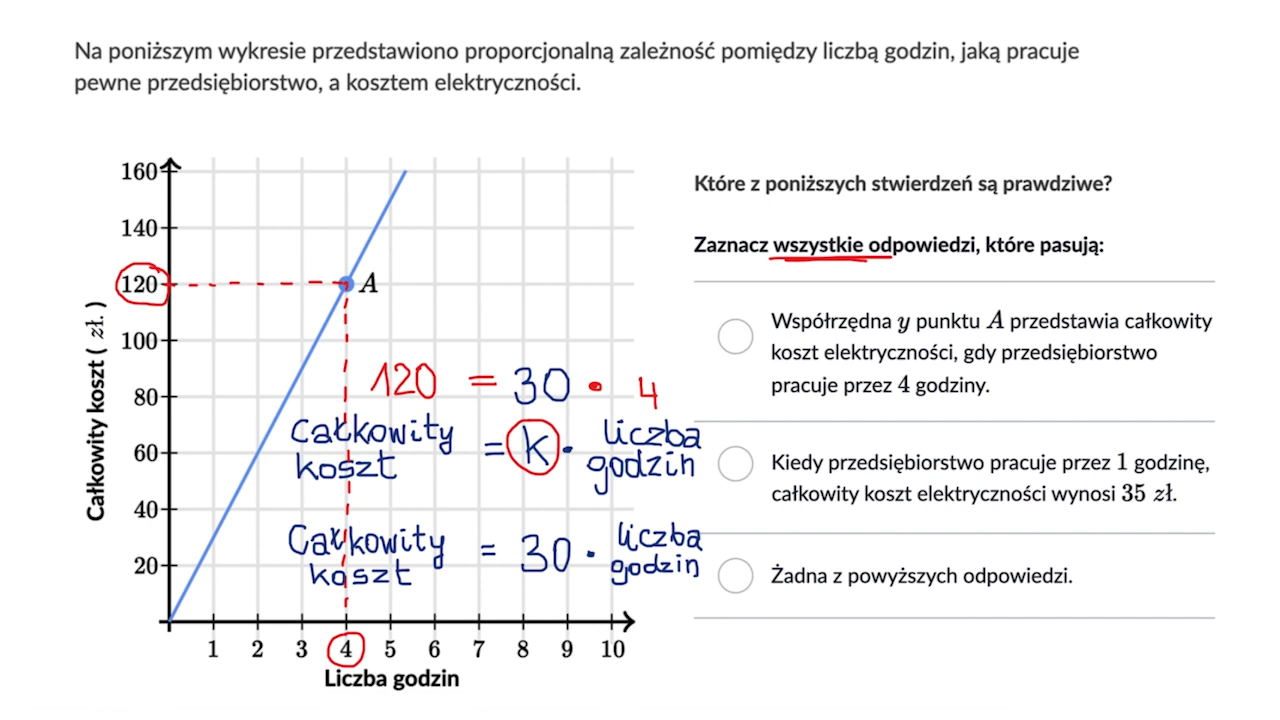 Na poniższym wykresie przedstawiono proporcjonalną zależność pomiędzy liczbą godzin, jaką pracuje
pewne przedsiębiorstwo, a kosztem elektryczności.
160
140
120
100
80
60
40
20
Całkowity koszt ( zł. )
A
120 = 30 · 4
Całkowity koszt = k · liczba godzin
Całkowity koszt = 30 · liczba godzin
1 2 3 4 5 6 7 8 9 10
Liczba godzin
Które z poniższych stwierdzeń są prawdziwe?
Zaznacz wszystkie odpowiedzi, które pasują:
Współrzędna y punktu A przedstawia całkowity
koszt elektryczności, gdy przedsiębiorstwo
pracuje przez 4 godziny.
Kiedy przedsiębiorstwo pracuje przez 1 godzinę,
całkowity koszt elektryczności wynosi 35 zł.
Żadna z powyższych odpowiedzi.